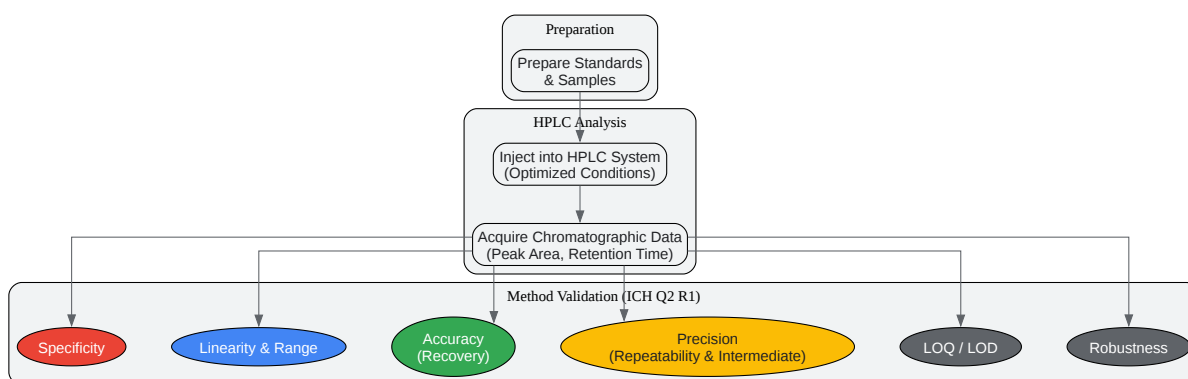 Preparation
Prepare Standards
& Samples
HPLC Analysis
Inject into HPLC System
(Optimized Conditions)
Acquire Chromatographic Data
(Peak Area, Retention Time)
Method Validation (ICH Q2 R1)
Specificity
Linearity & Range
Accuracy
(Recovery)
Precision
(Repeatability & Intermediate)
LOQ / LOD
Robustness